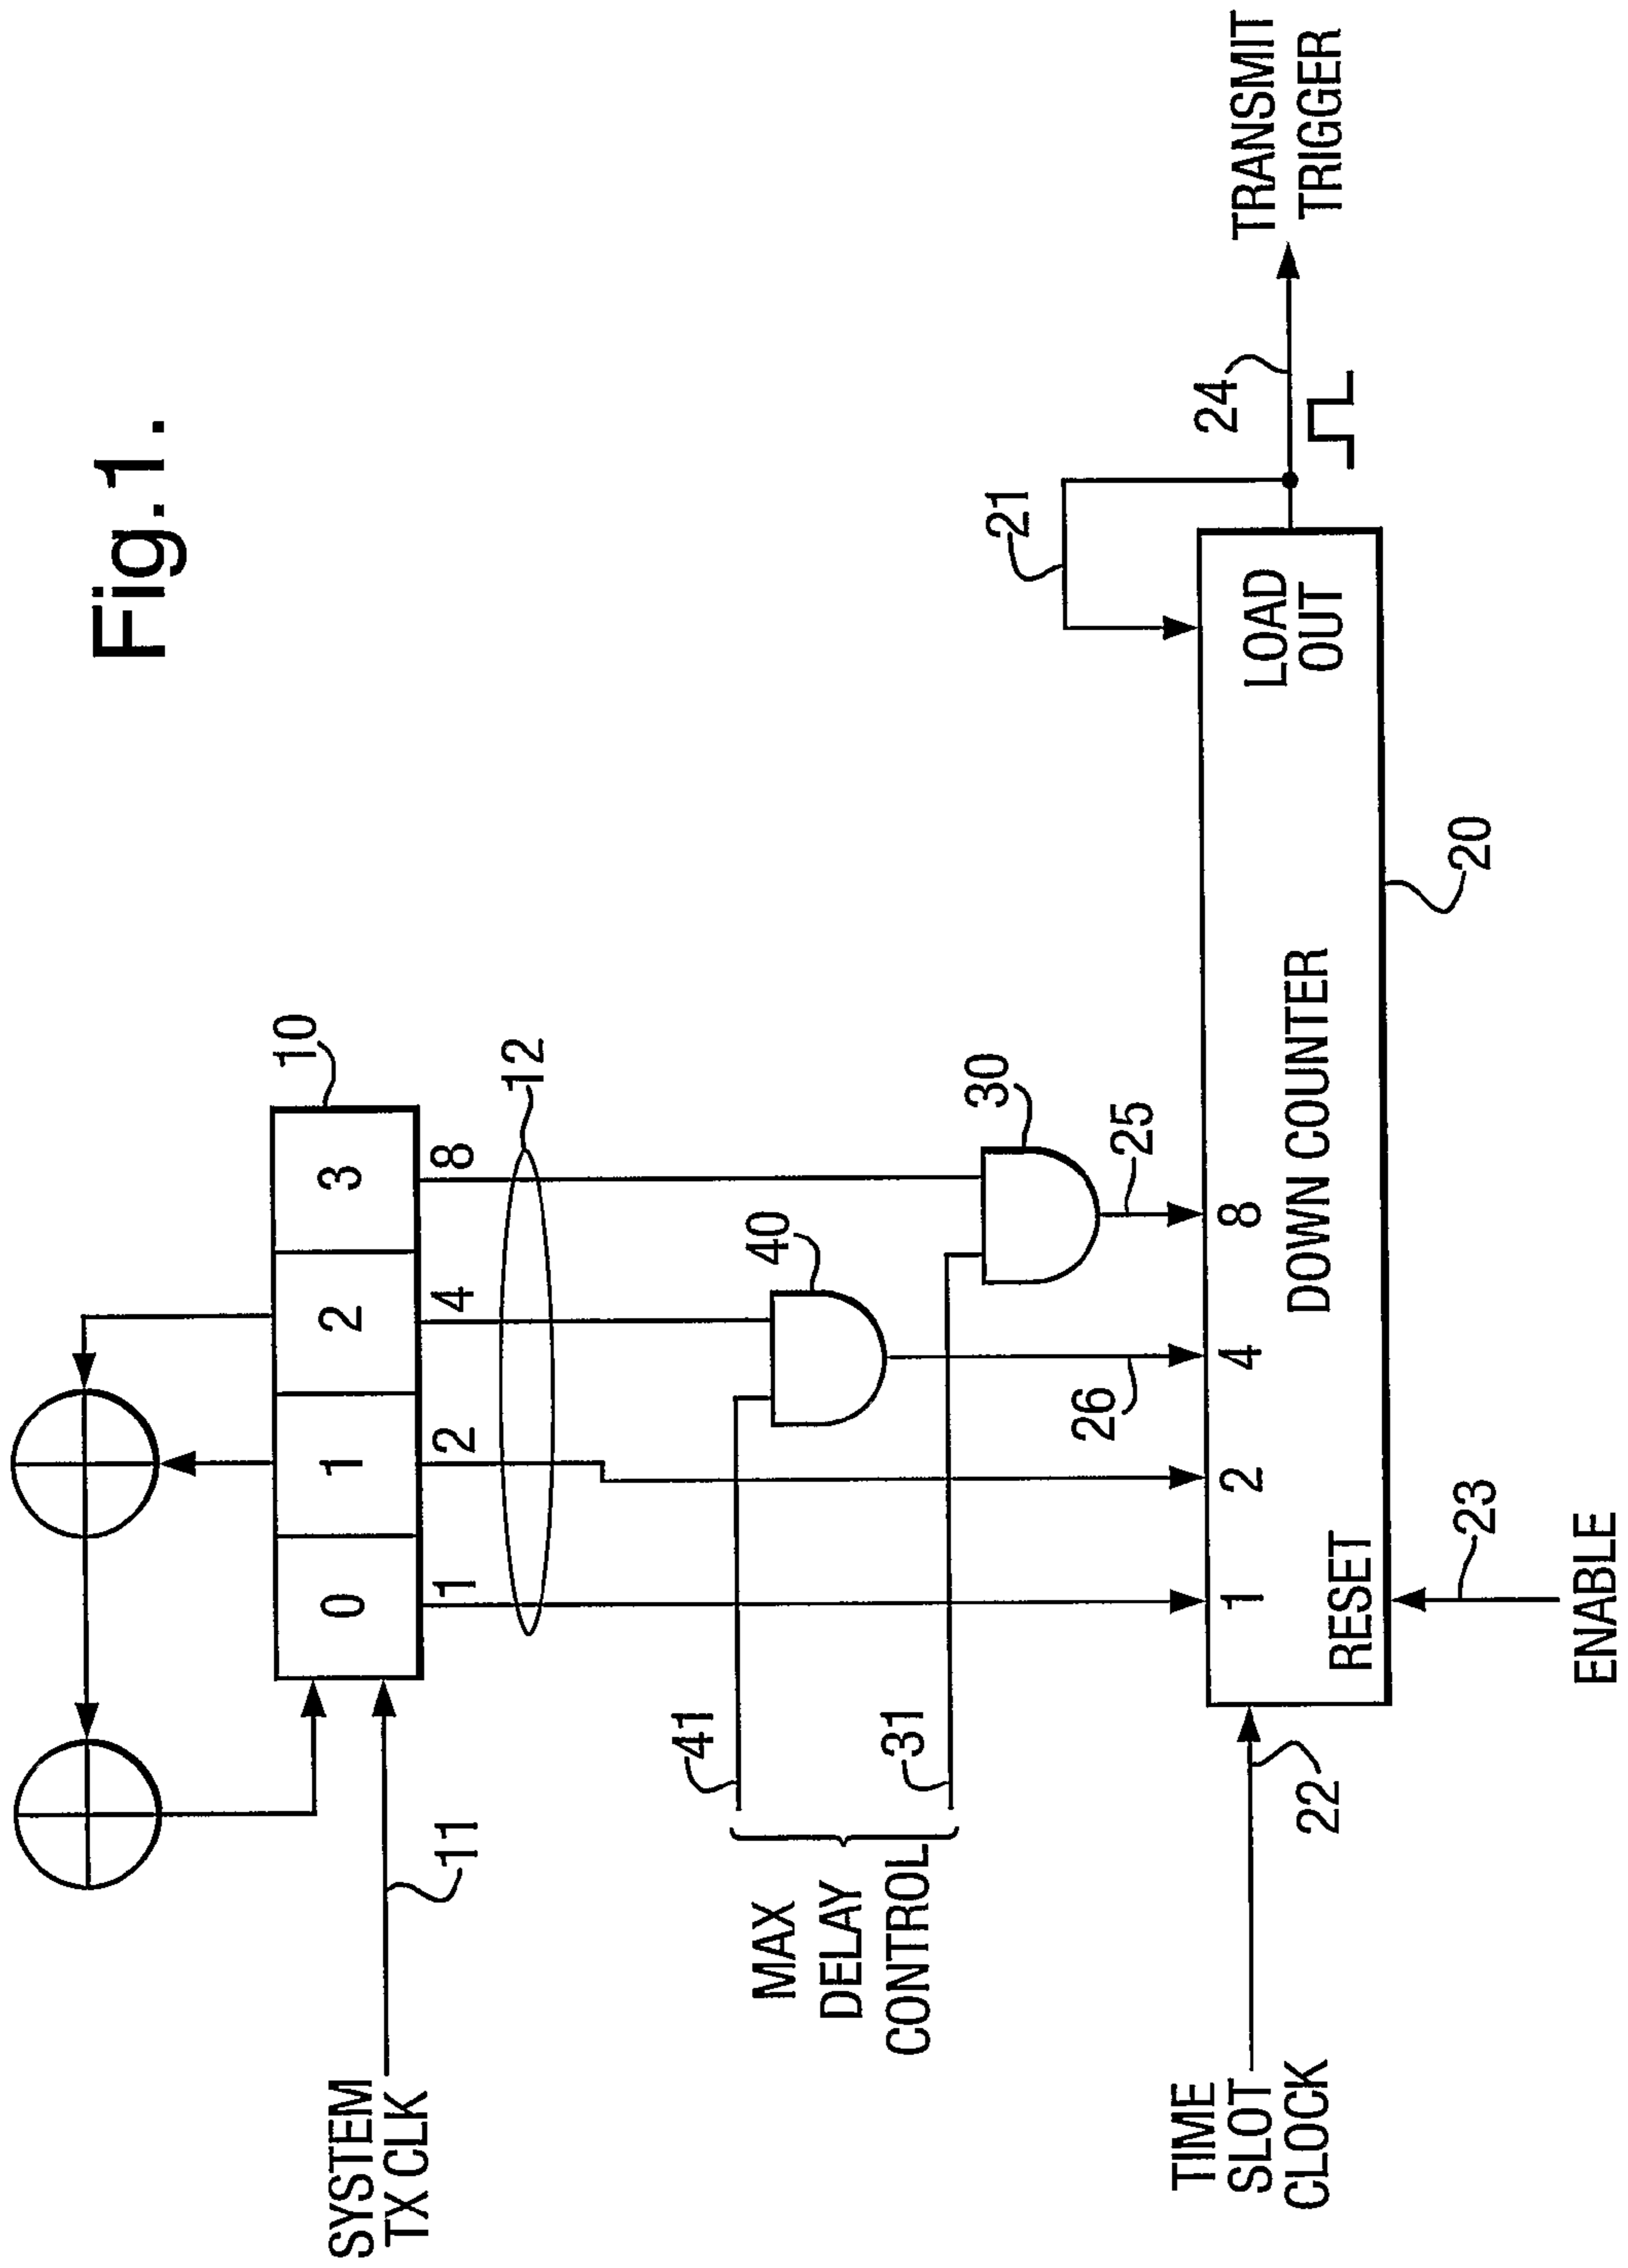 Fig.1.
10
0 1 2 3
SYSTEM
TX CLK
11
1 2 4 8
12
40
41
30
31
MAX
DELAY
CONTROL
26
25
21
24
TRANSMIT
TRIGGER
TIME
SLOT
CLOCK
22
1 2 4 8
LOAD
OUT
DOWN COUNTER
RESET
20
23
ENABLE